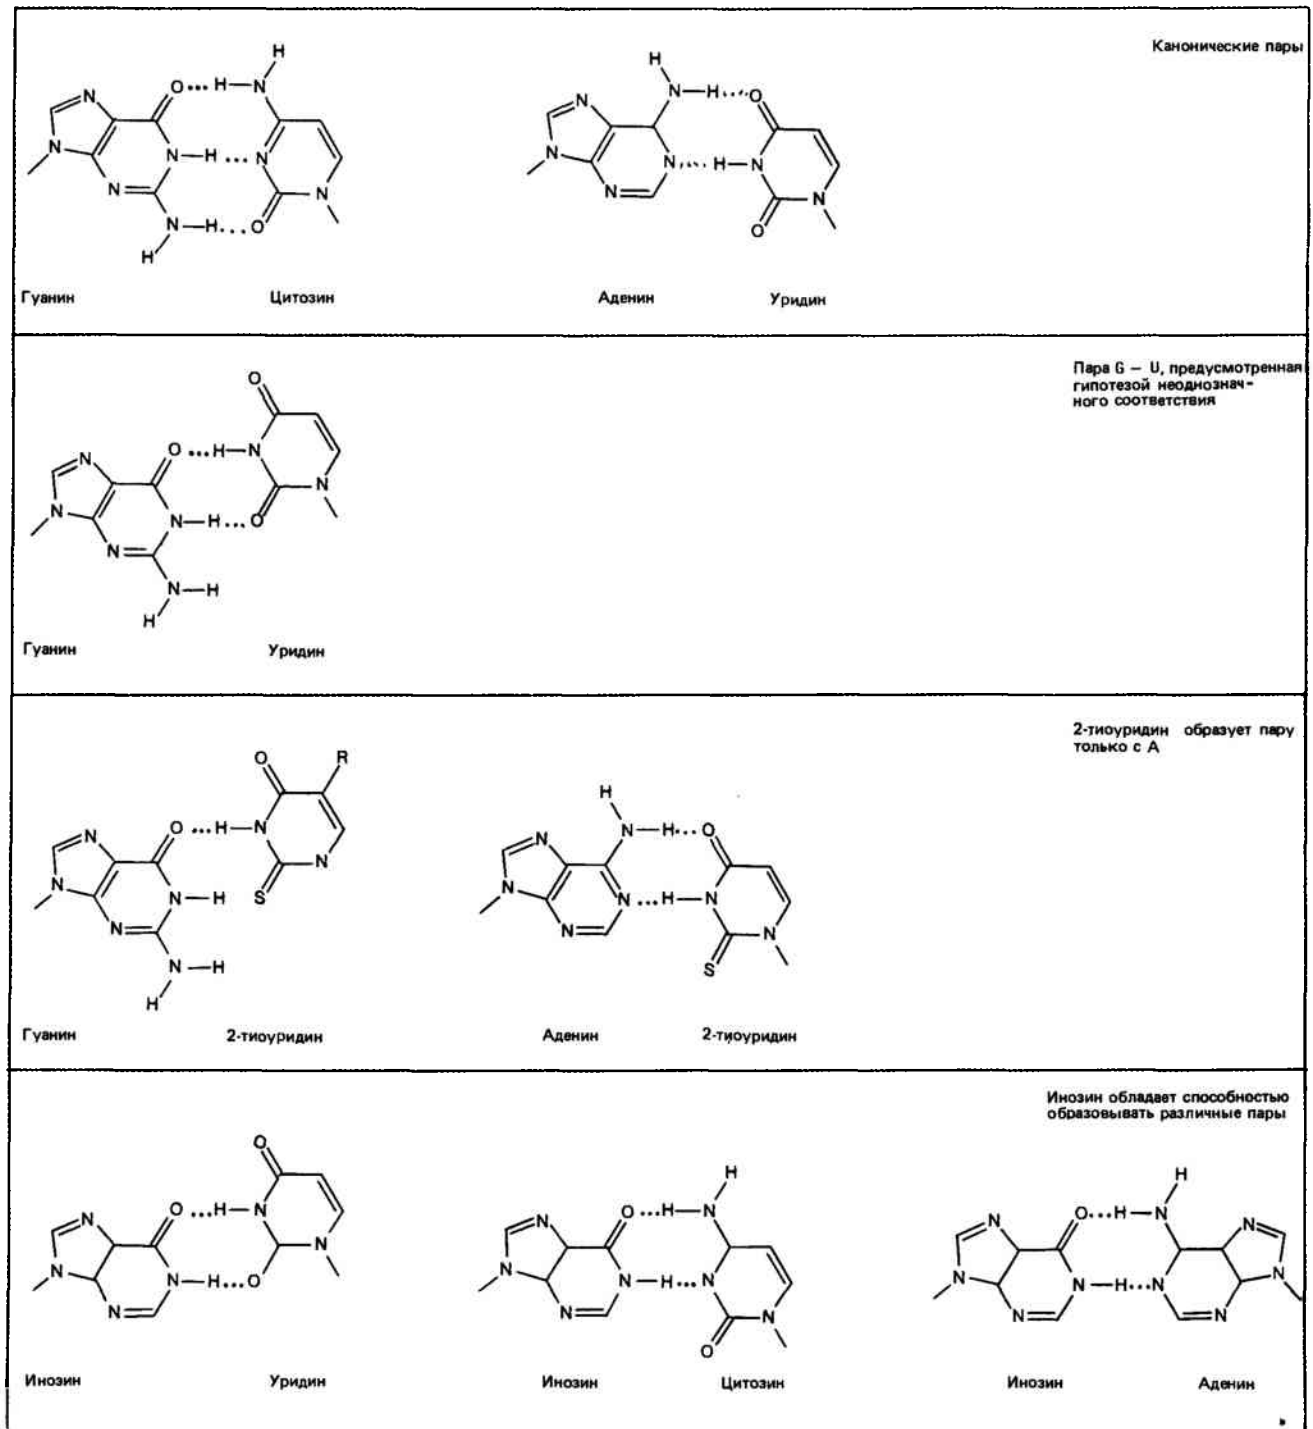 Канонические пары
Гуанин
Цитозин
Аденин
Уридин
Пара G — U, предусмотренная
гипотезой неоднознач-
ного соответствия
Гуанин
Уридин
2-тиоуридин образует пару
только с А
Гуанин
2-тиоуридин
Аденин
2-тиоуридин
Инозин обладает способностью
образовывать различные пары
Инозин
Уридин
Инозин
Цитозин
Инозин
Аденин